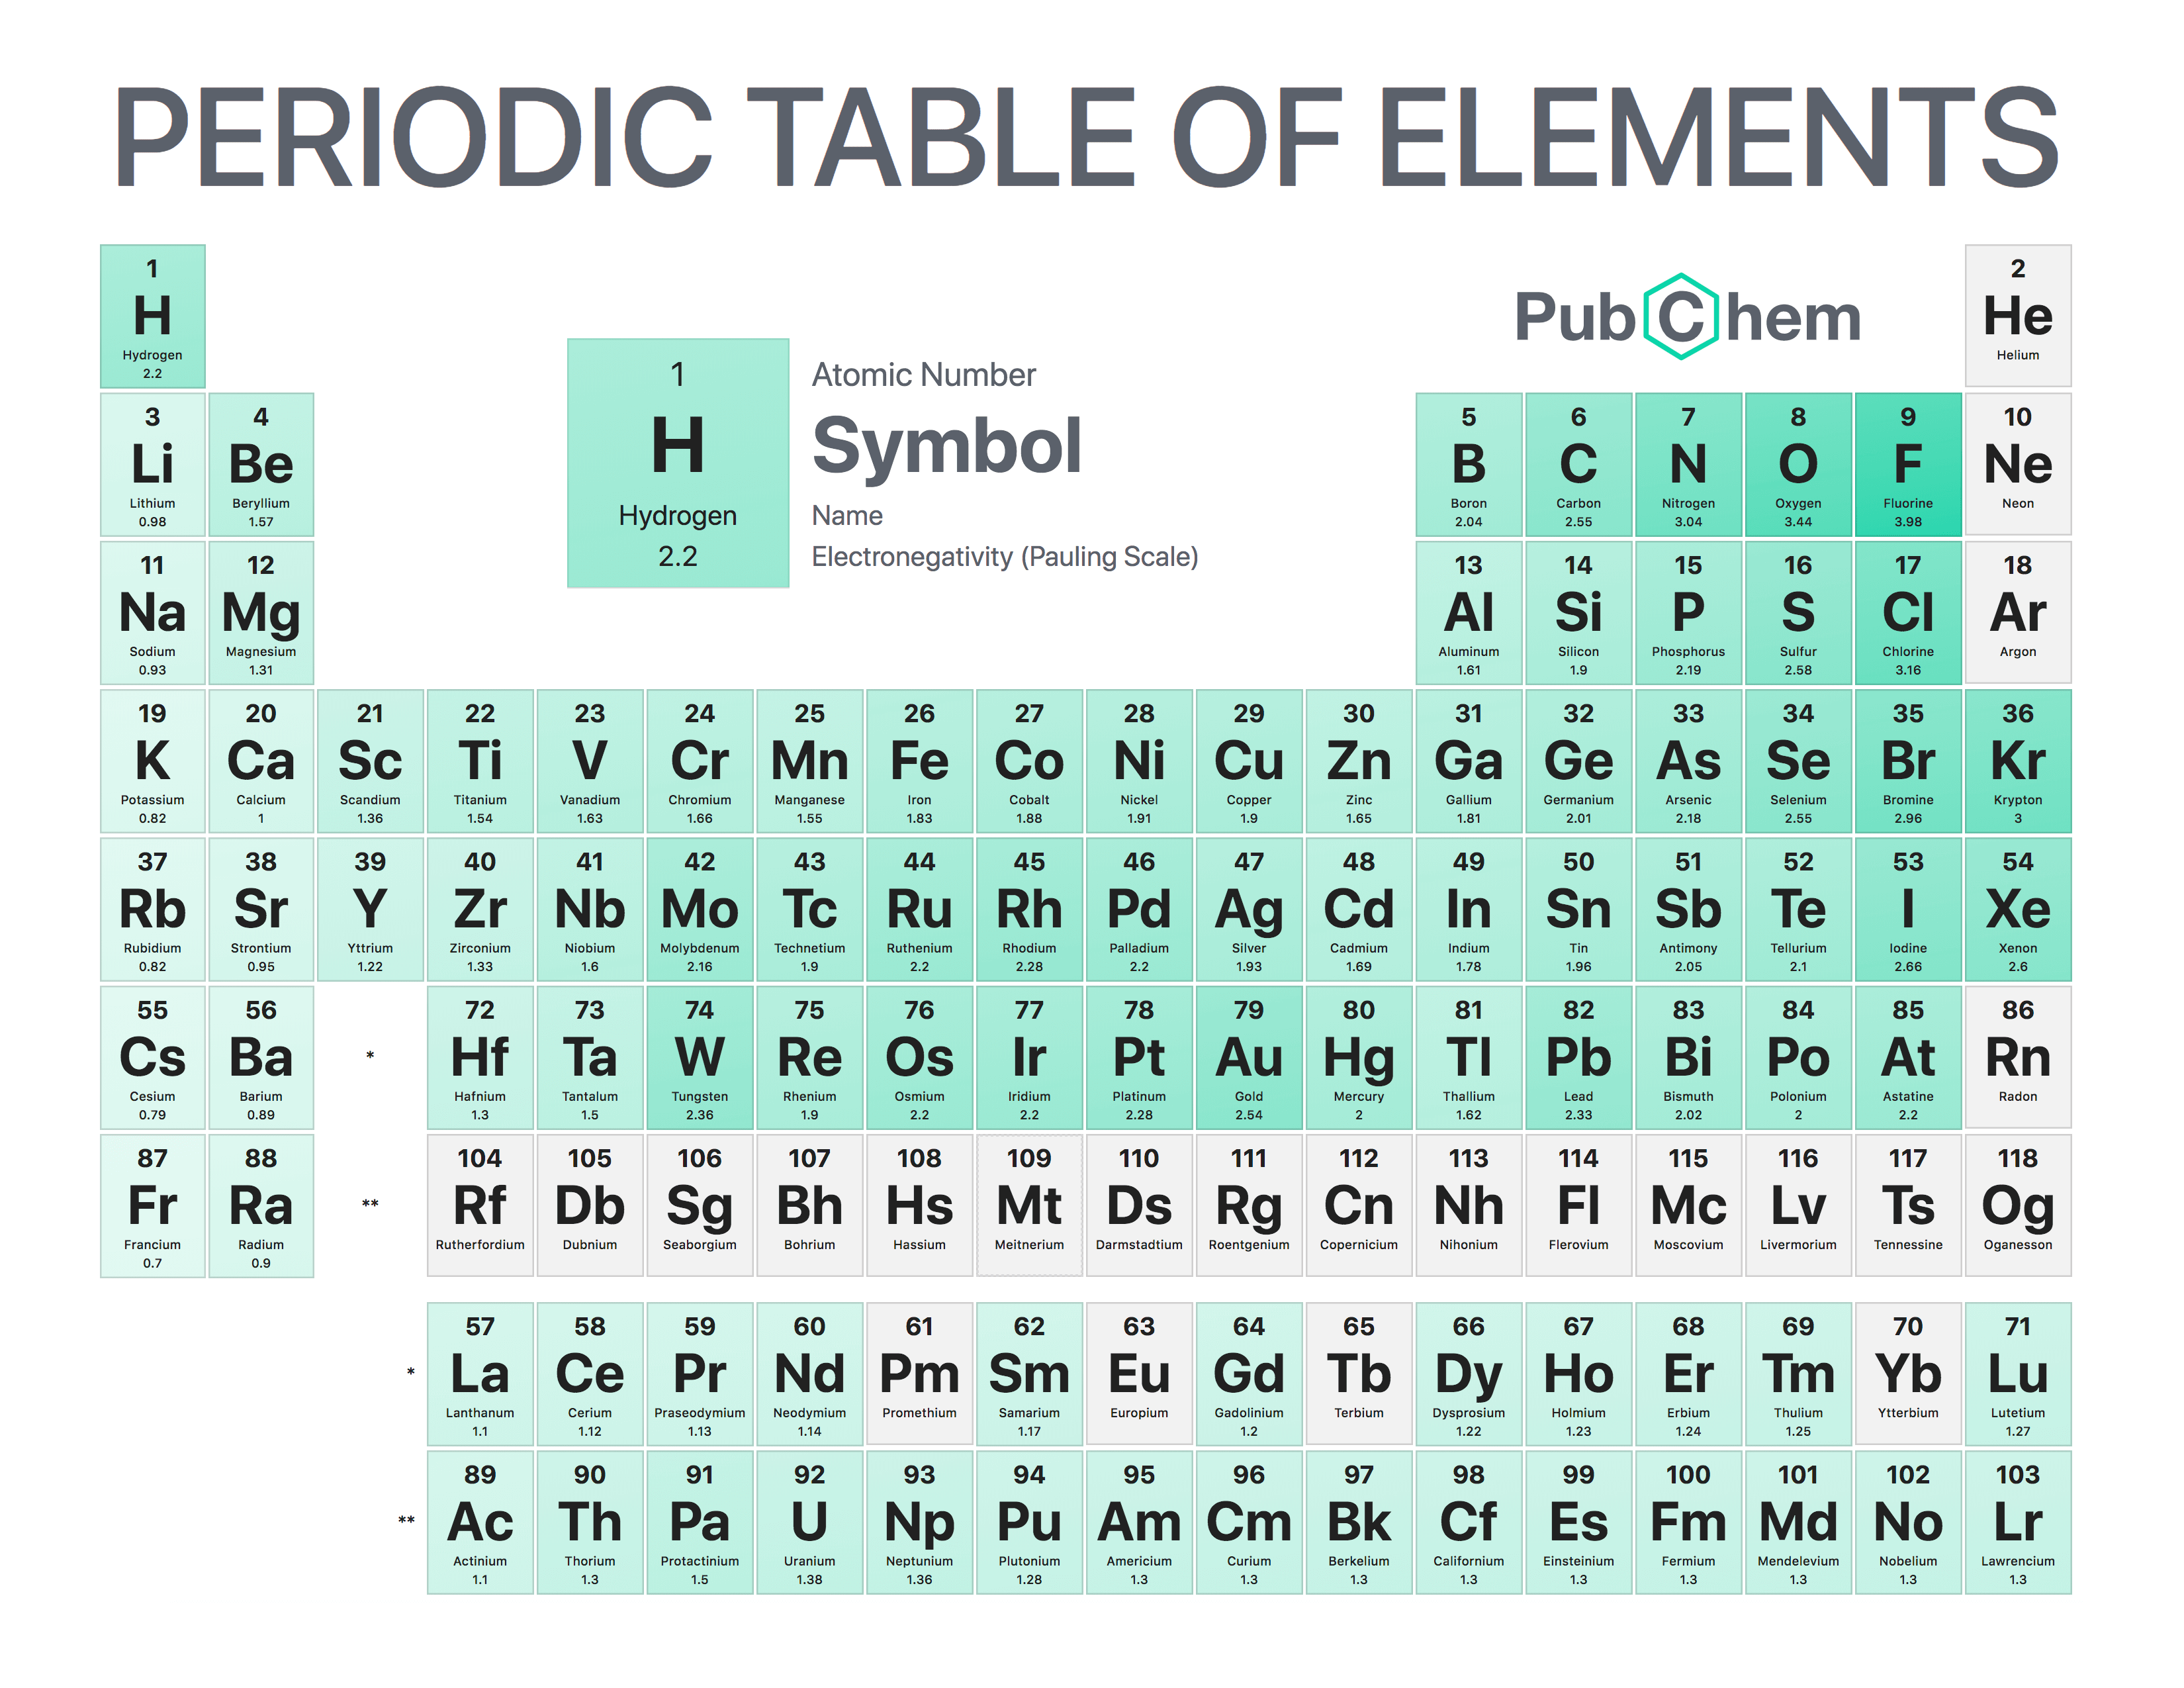 PERIODIC TABLE OF ELEMENTS
1 2
H PubChem He
Hydrogen Helium
2.2
1 Atomic Number
H Symbol
Hydrogen Name
2.2 Electronegativity (Pauling Scale)
3 4 5 6 7 8 9 10
Li Be B C N O F Ne
Lithium Beryllium Boron Carbon Nitrogen Oxygen Fluorine Neon
0.98 1.57 2.04 2.55 3.04 3.44 3.98
11 12 13 14 15 16 17 18
Na Mg Al Si P S Cl Ar
Sodium Magnesium Aluminum Silicon Phosphorus Sulfur Chlorine Argon
0.93 1.31 1.61 1.9 2.19 2.58 3.16
19 20 21 22 23 24 25 26 27 28 29 30 31 32 33 34 35 36
K Ca Sc Ti V Cr Mn Fe Co Ni Cu Zn Ga Ge As Se Br Kr
Potassium Calcium Scandium Titanium Vanadium Chromium Manganese Iron Cobalt Nickel Copper Zinc Gallium Germanium Arsenic Selenium Bromine Krypton
0.82 1 1.36 1.54 1.63 1.66 1.55 1.83 1.88 1.91 1.9 1.65 1.81 2.01 2.18 2.55 2.96 3
37 38 39 40 41 42 43 44 45 46 47 48 49 50 51 52 53 54
Rb Sr Y Zr Nb Mo Tc Ru Rh Pd Ag Cd In Sn Sb Te I Xe
Rubidium Strontium Yttrium Zirconium Niobium Molybdenum Technetium Ruthenium Rhodium Palladium Silver Cadmium Indium Tin Antimony Tellurium Iodine Xenon
0.82 0.95 1.22 1.33 1.6 2.16 1.9 2.2 2.28 2.2 1.93 1.69 1.78 1.96 2.05 2.1 2.66 2.6
55 56 72 73 74 75 76 77 78 79 80 81 82 83 84 85 86
Cs Ba * Hf Ta W Re Os Ir Pt Au Hg Tl Pb Bi Po At Rn
Cesium Barium Hafnium Tantalum Tungsten Rhenium Osmium Iridium Platinum Gold Mercury Thallium Lead Bismuth Polonium Astatine Radon
0.79 0.89 1.3 1.5 2.36 1.9 2.2 2.2 2.28 2.54 2 1.62 2.33 2.02 2 2.2
87 88 104 105 106 107 108 109 110 111 112 113 114 115 116 117 118
Fr Ra ** Rf Db Sg Bh Hs Mt Ds Rg Cn Nh Fl Mc Lv Ts Og
Francium Radium Rutherfordium Dubnium Seaborgium Bohrium Hassium Meitnerium Darmstadtium Roentgenium Copernicium Nihonium Flerovium Moscovium Livermorium Tennessine Oganesson
0.7 0.9
57 58 59 60 61 62 63 64 65 66 67 68 69 70 71
* La Ce Pr Nd Pm Sm Eu Gd Tb Dy Ho Er Tm Yb Lu
Lanthanum Cerium Praseodymium Neodymium Promethium Samarium Europium Gadolinium Terbium Dysprosium Holmium Erbium Thulium Ytterbium Lutetium
1.1 1.12 1.13 1.14 1.17 1.2 1.22 1.23 1.24 1.25 1.27
89 90 91 92 93 94 95 96 97 98 99 100 101 102 103
** Ac Th Pa U Np Pu Am Cm Bk Cf Es Fm Md No Lr
Actinium Thorium Protactinium Uranium Neptunium Plutonium Americium Curium Berkelium Californium Einsteinium Fermium Mendelevium Nobelium Lawrencium
1.1 1.3 1.5 1.38 1.36 1.28 1.3 1.3 1.3 1.3 1.3 1.3 1.3 1.3 1.3